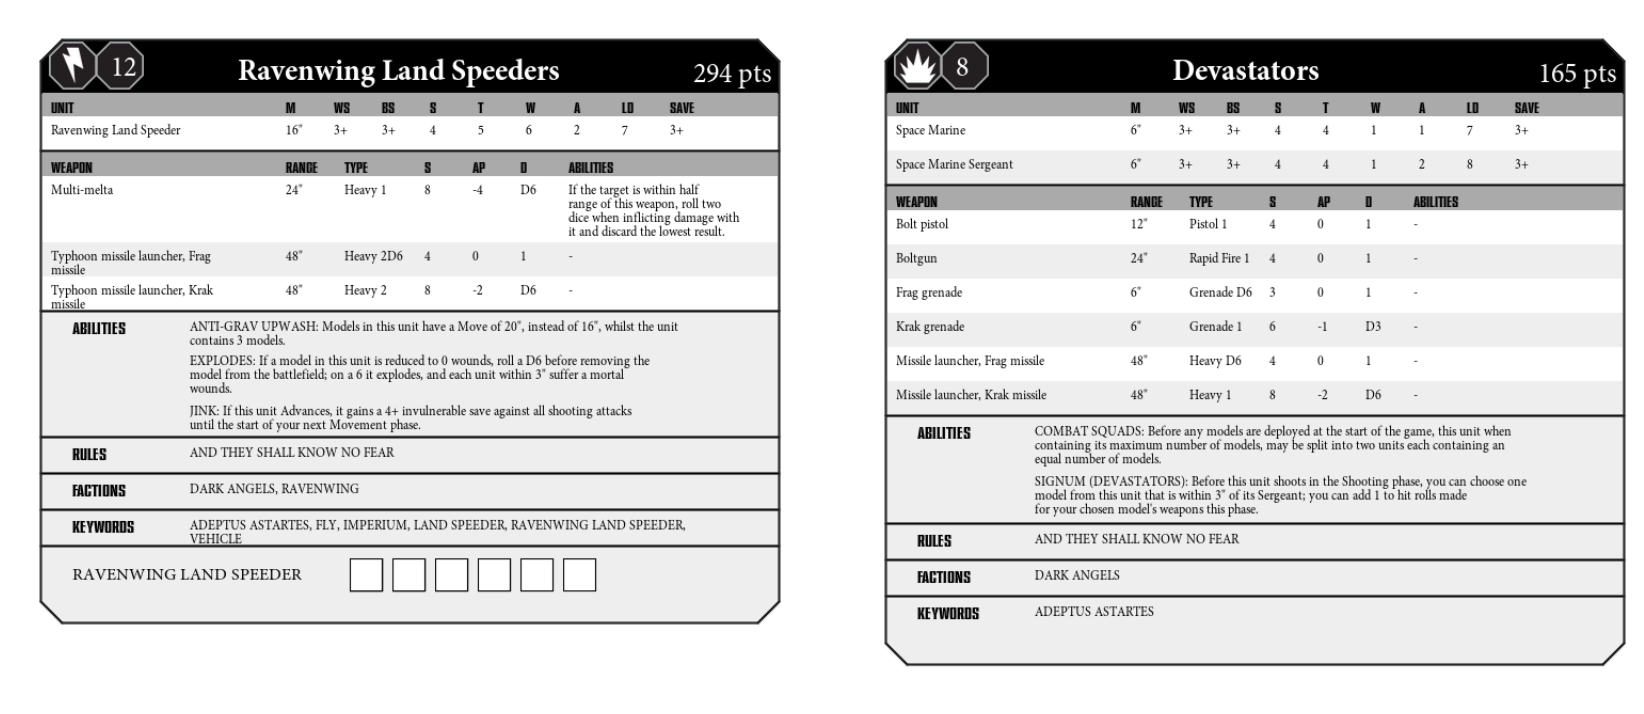 12 Ravenwing Land Speeders 294 pts
UNIT M WS BS S T W A LD SAVE
Ravenwing Land Speeder 16" 3+ 3+ 4 5 6 2 7 3+
WEAPON RANGE TYPE S AP D ABILITIES
Multi-melta 24" Heavy 1 8 -4 D6 If the target is within half
range of this weapon, roll two
dice when inflicting damage with
it and discard the lowest result.
Typhoon missile launcher, Frag 48" Heavy 2D6 4 0 1 -
missile
Typhoon missile launcher, Krak 48" Heavy 2 8 -2 D6 -
missile
ABILITIES ANTI-GRAV UPWASH: Models in this unit have a Move of 20", instead of 16", whilst the unit
contains 3 models.
EXPLODES: If a model in this unit is reduced to 0 wounds, roll a D6 before removing the
model from the battlefield; on a 6 it explodes, and each unit within 3" suffer a mortal
wounds.
JINK: If this unit Advances, it gains a 4+ invulnerable save against all shooting attacks
until the start of your next Movement phase.
RULES AND THEY SHALL KNOW NO FEAR
FACTIONS DARK ANGELS, RAVENWING
KEYWORDS ADEPTUS ASTARTES, FLY, IMPERIUM, LAND SPEEDER, RAVENWING LAND SPEEDER,
VEHICLE
RAVENWING LAND SPEEDER
8 Devastators 165 pts
UNIT M WS BS S T W A LD SAVE
Space Marine 6" 3+ 3+ 4 4 1 1 7 3+
Space Marine Sergeant 6" 3+ 3+ 4 4 1 2 8 3+
WEAPON RANGE TYPE S AP D ABILITIES
Bolt pistol 12" Pistol 1 4 0 1 -
Boltgun 24" Rapid Fire 1 4 0 1 -
Frag grenade 6" Grenade D6 3 0 1 -
Krak grenade 6" Grenade 1 6 -1 D3 -
Missile launcher, Frag missile 48" Heavy D6 4 0 1 -
Missile launcher, Krak missile 48" Heavy 1 8 -2 D6 -
ABILITIES COMBAT SQUADS: Before any models are deployed at the start of the game, this unit when
containing its maximum number of models, may be split into two units each containing an
equal number of models.
SIGNUM (DEVASTATORS): Before this unit shoots in the Shooting phase, you can choose one
model from this unit that is within 3" of its Sergeant; you can add 1 to hit rolls made
for your chosen model's weapons this phase.
RULES AND THEY SHALL KNOW NO FEAR
FACTIONS DARK ANGELS
KEYWORDS ADEPTUS ASTARTES